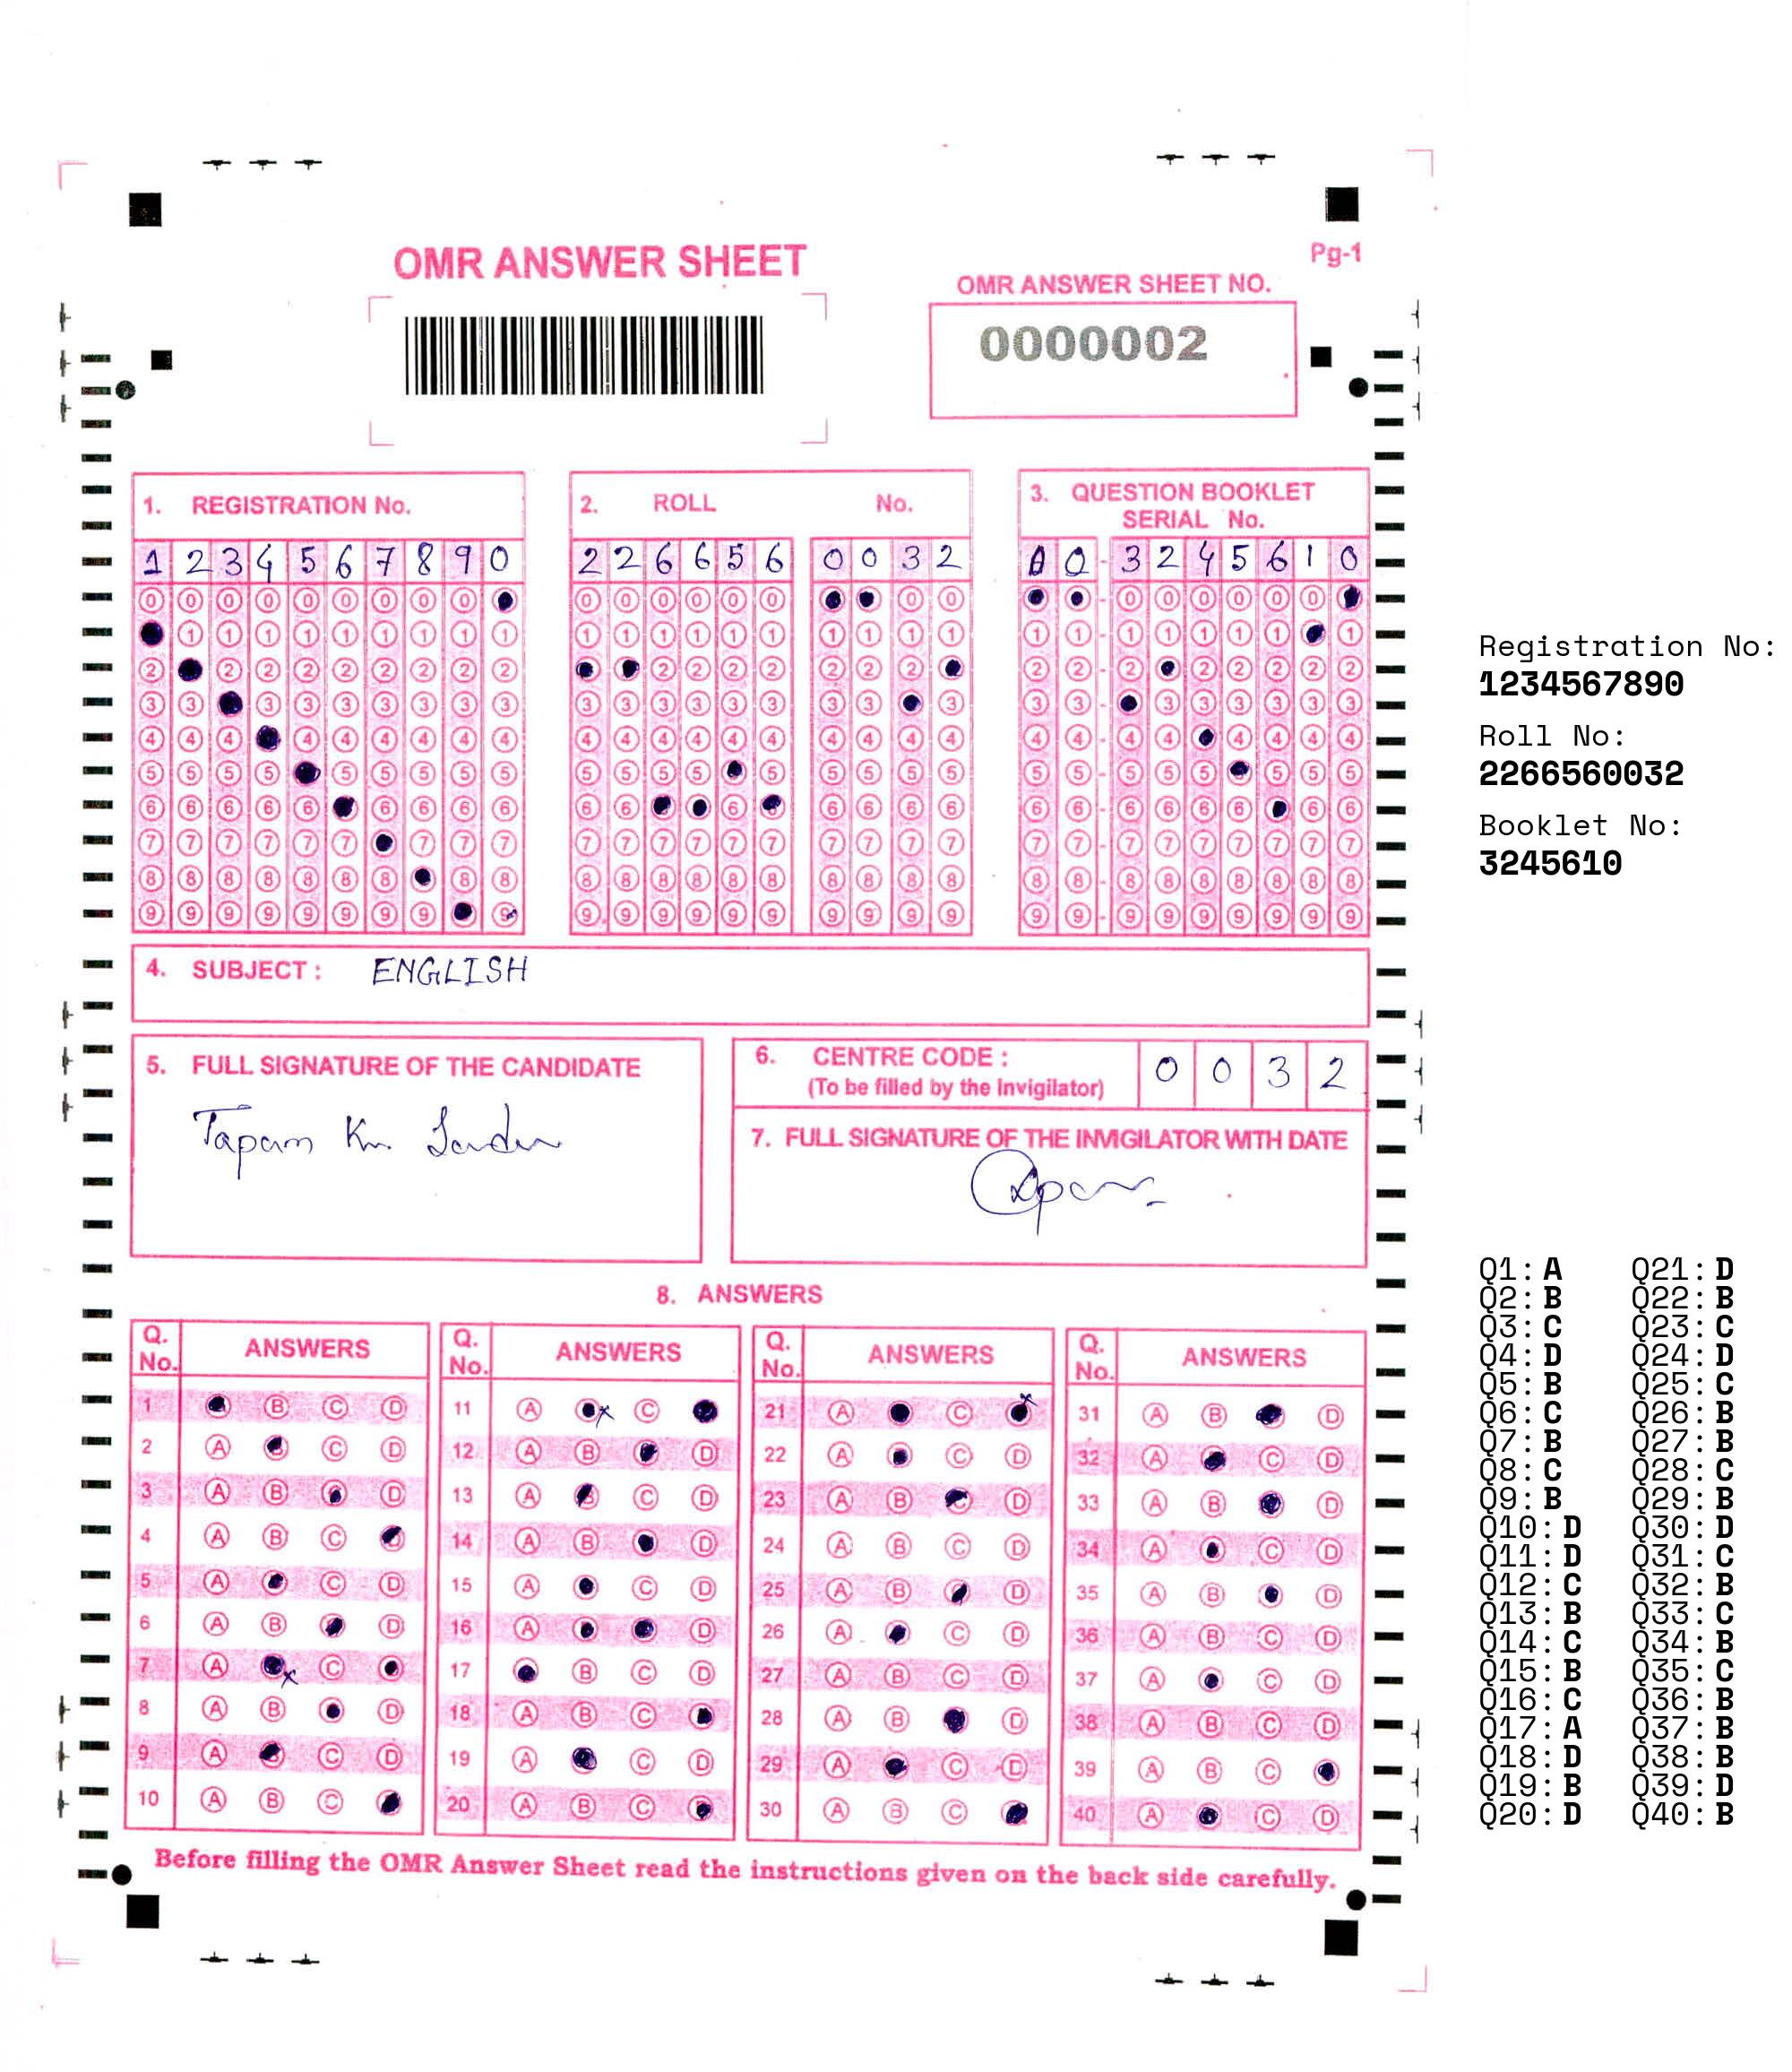 OMR ANSWER SHEET
Pg-1
OMR ANSWER SHEET NO.
0000002
1. REGISTRATION No.
2. ROLL No.
3. QUESTION BOOKLET
SERIAL No.
1 2 3 4 5 6 7 8 9 0
2 2 6 6 5 6 0 0 3 2
0 0 - 3 2 4 5 6 1 0
Registration No:
1234567890
Roll No:
2266560032
Booklet No:
3245610
4. SUBJECT : ENGLISH
5. FULL SIGNATURE OF THE CANDIDATE
Tapan Kr.
6. CENTRE CODE : 0 0 3 2
(To be filled by the Invigilator)
7. FULL SIGNATURE OF THE INVIGILATOR WITH DATE
8. ANSWERS
Q. No. ANSWERS Q. No. ANSWERS Q. No. ANSWERS Q. No. ANSWERS
1 B C D 11 A C 21 A C 31 A B D
2 A C D 12 A B D 22 A C D 32 A C D
3 A B D 13 A C D 23 A B D 33 A B D
4 A B C 14 A B D 24 A B C D 34 A C D
5 A C D 15 A C D 25 A B D 35 A B D
6 A B D 16 A D 26 A C D 36 A B C D
7 A C 17 B C D 27 A B C D 37 A C D
8 A B D 18 A B C 28 A B D 38 A B C D
9 A C D 19 A C D 29 A C D 39 A B C
10 A B C 20 A B C 30 A B C 40 A C D
Before filling the OMR Answer Sheet read the instructions given on the back side carefully.
Q1:A Q21:D
Q2:B Q22:B
Q3:C Q23:C
Q4:D Q24:D
Q5:B Q25:C
Q6:C Q26:B
Q7:B Q27:B
Q8:C Q28:C
Q9:B Q29:B
Q10:D Q30:D
Q11:D Q31:C
Q12:C Q32:B
Q13:B Q33:C
Q14:C Q34:B
Q15:B Q35:C
Q16:C Q36:B
Q17:A Q37:B
Q18:D Q38:B
Q19:B Q39:D
Q20:D Q40:B